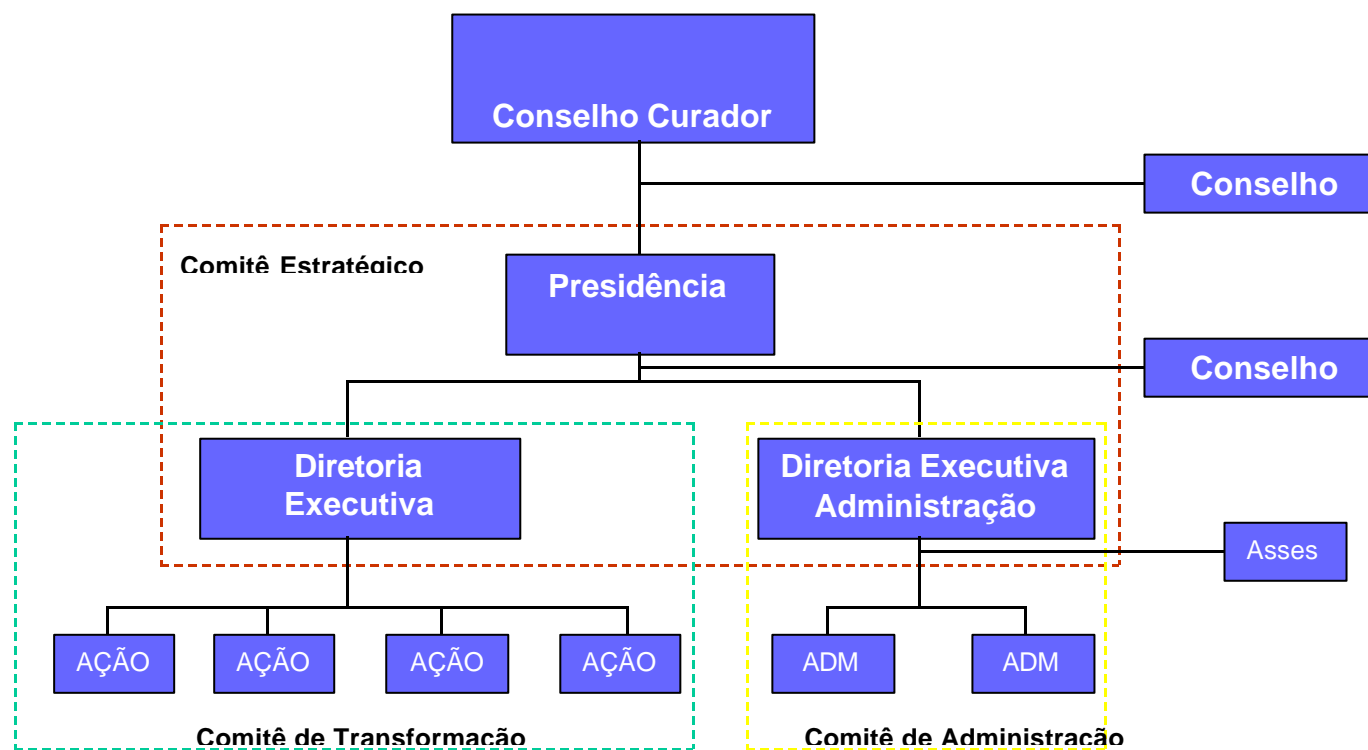 Conselho Curador
Conselho
Comitê Estratégico
Presidência
Conselho
Diretoria
Executiva
Diretoria Executiva
Administração
Asses
AÇÃO
AÇÃO
AÇÃO
AÇÃO
ADM
ADM
Comitê de Transformação
Comitê de Administração